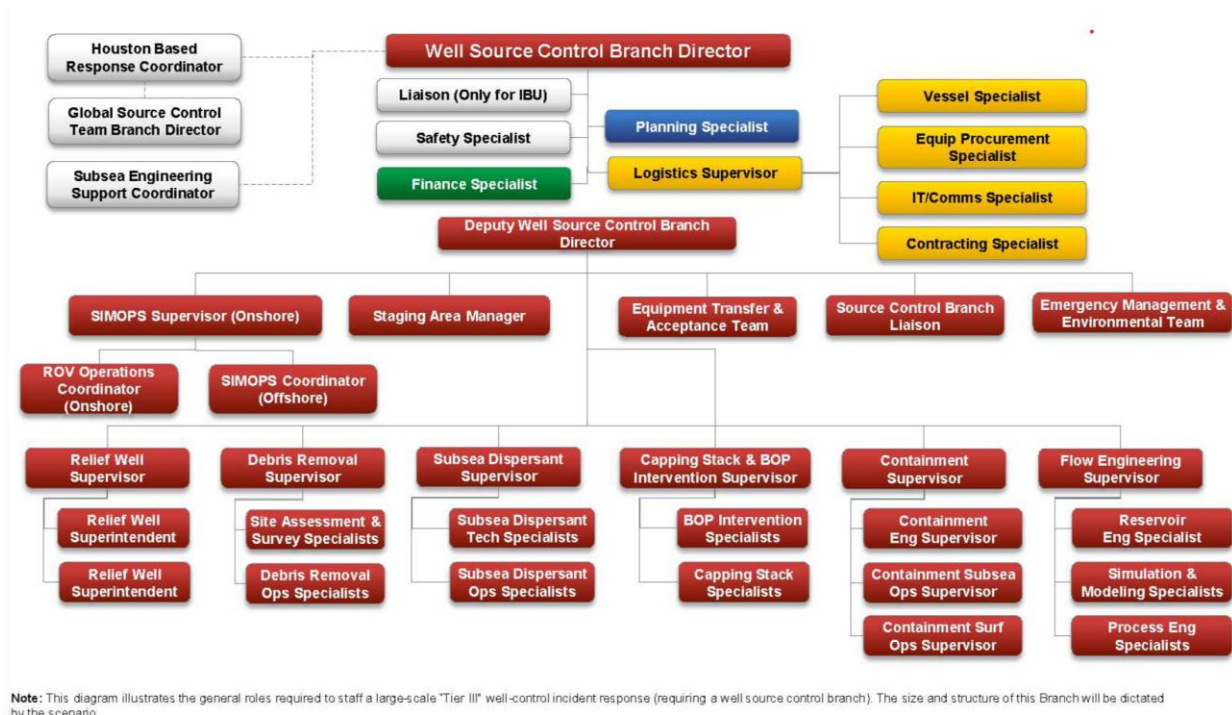 Houston Based
Response Coordinator
Well Source Control Branch Director
Global Source Control
Team Branch Director
Subsea Engineering
Support Coordinator
Liaison (Only for IBU)
Safety Specialist
Finance Specialist
Planning Specialist
Logistics Supervisor
Vessel Specialist
Equip Procurement
Specialist
IT/Comms Specialist
Contracting Specialist
Deputy Well Source Control Branch
Director
SIMOPS Supervisor (Onshore)
Staging Area Manager
Equipment Transfer &
Acceptance Team
Source Control Branch
Liaison
Emergency Management &
Environmental Team
ROV Operations
Coordinator
(Onshore)
SIMOPS Coordinator
(Offshore)
Relief Well
Supervisor
Relief Well
Superintendent
Relief Well
Superintendent
Debris Removal
Supervisor
Site Assessment &
Survey Specialists
Debris Removal
Ops Specialists
Subsea Dispersant
Supervisor
Subsea Dispersant
Tech Specialists
Subsea Dispersant
Ops Specialists
Capping Stack & BOP
Intervention Supervisor
BOP Intervention
Specialists
Capping Stack
Specialists
Containment
Supervisor
Containment
Eng Supervisor
Containment Subsea
Ops Supervisor
Containment Surf
Ops Supervisor
Flow Engineering
Supervisor
Reservoir
Eng Specialist
Simulation &
Modeling Specialists
Process Eng
Specialists
Note: This diagram illustrates the general roles required to staff a large-scale "Tier III" well-control incident response (requiring a well source control branch). The size and structure of this Branch will be dictated
by the scenario